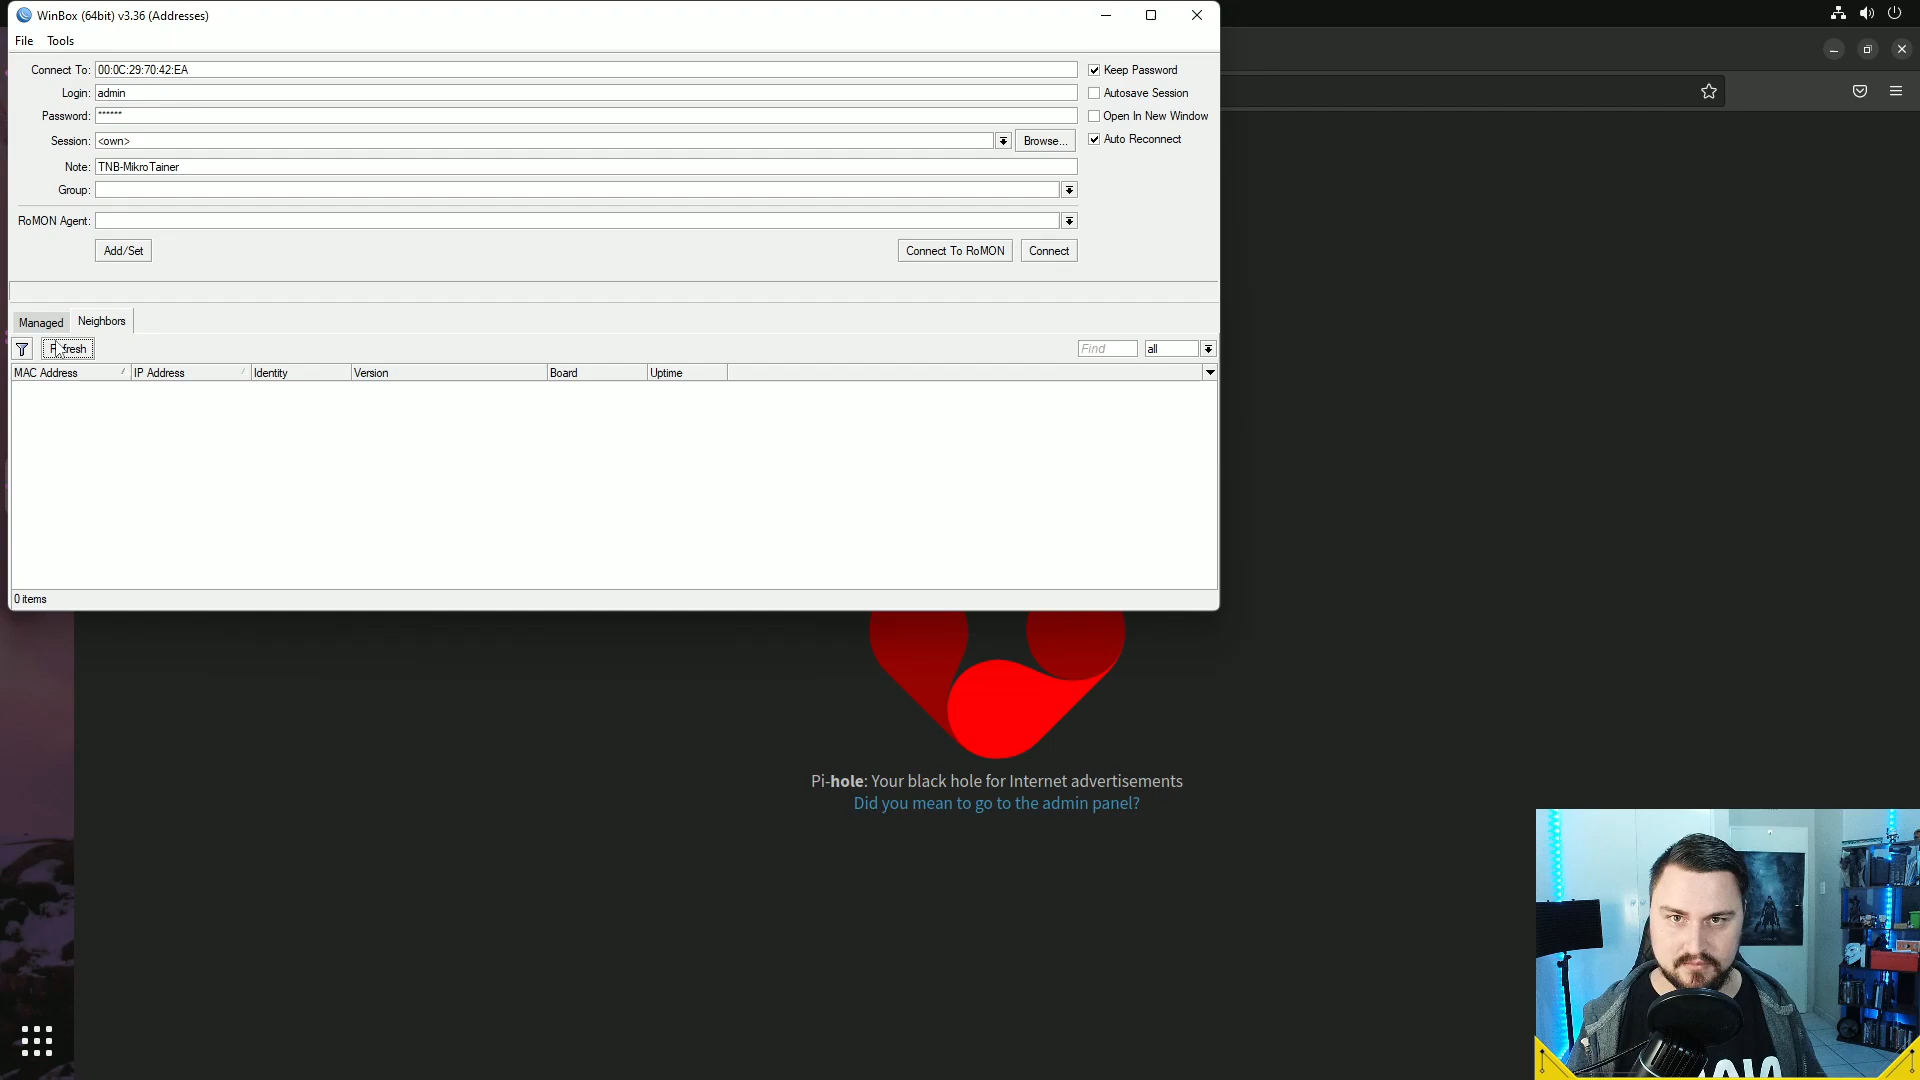 WinBox (64bit) v3.36 (Addresses)
File Tools
Connect To: 00:0C:29:70:42:EA
Keep Password
Login: admin
Autosave Session
Password: ******
Open In New Window
Session: <own>
Browse...
Auto Reconnect
Note: TNB-MikroTainer
Group:
RoMON Agent:
Add/Set
Connect To RoMON
Connect
Managed Neighbors
Refresh
Find
all
MAC Address IP Address Identity Version Board Uptime
0 items
Pi-hole: Your black hole for Internet advertisements
Did you mean to go to the admin panel?